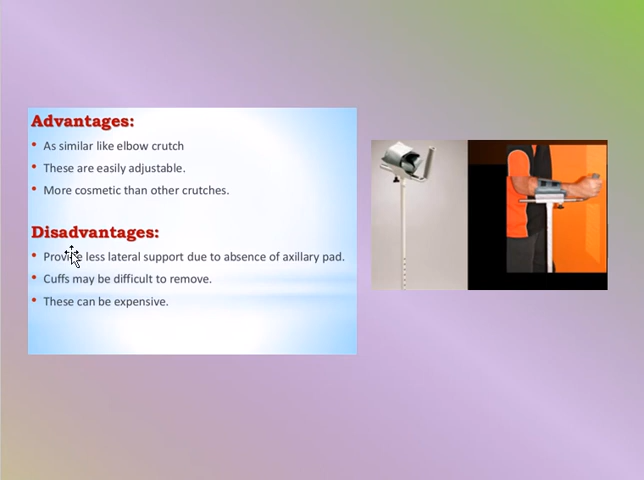 Advantages:
• As similar like elbow crutch
• These are easily adjustable.
• More cosmetic than other crutches.
Disadvantages:
• Provide less lateral support due to absence of axillary pad.
• Cuffs may be difficult to remove.
• These can be expensive.